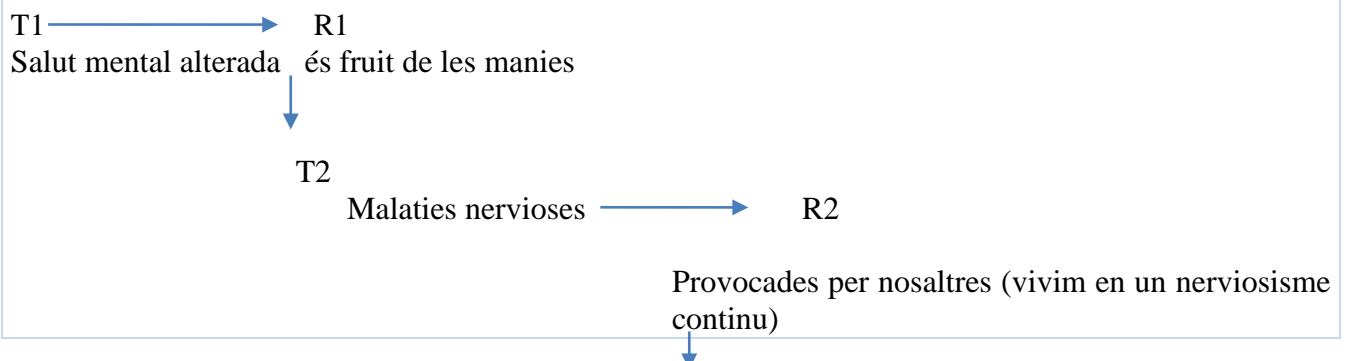 T1 R1
Salut mental alterada és fruit de les manies
T2
Malaties nervioses R2
Provocades per nosaltres (vivim en un nerviosisme
continu)